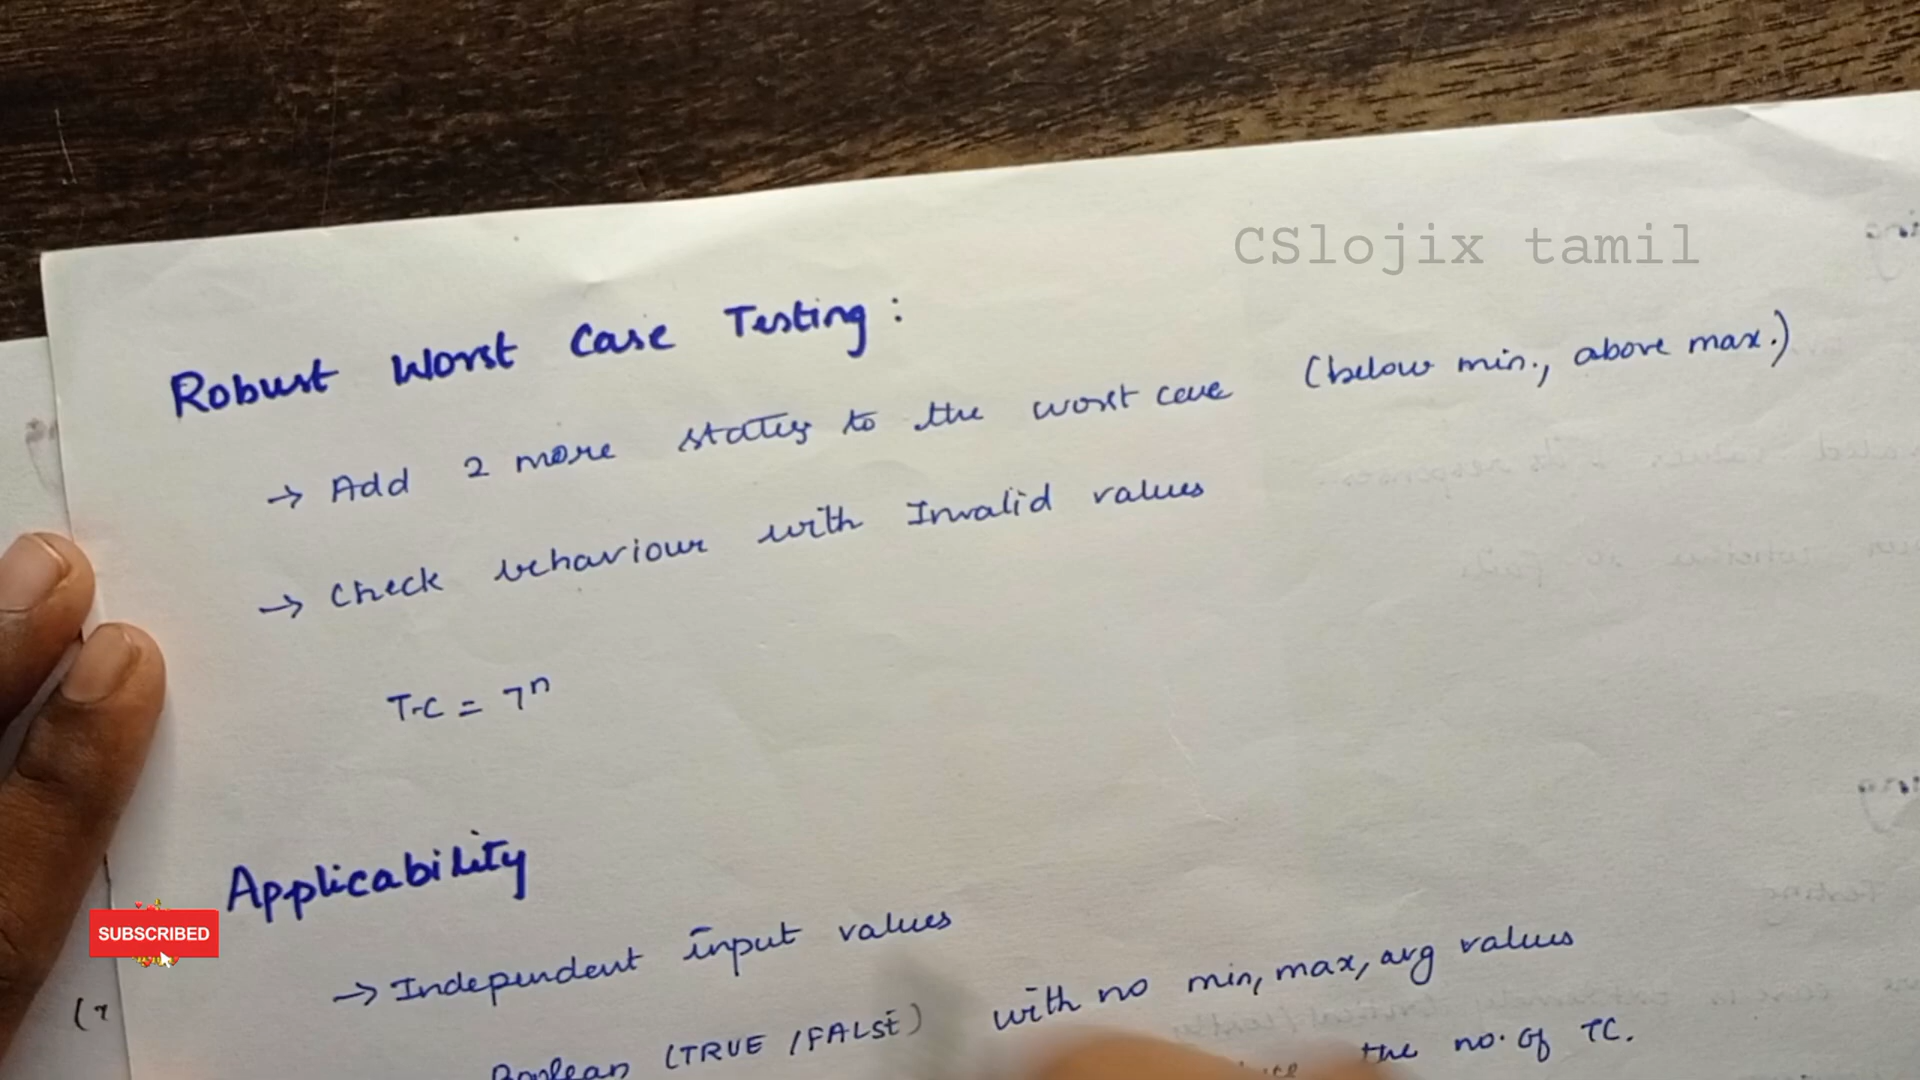 CSlojix tamil
Robust Worst Case Testing :
→ Add 2 more states to the worst case (below min., above max.)
→ Check behaviour with Invalid values
T.C = 7ⁿ
Applicability
→ Independent input values
Boolean (TRUE / FALSE) with no min, max, avg values
the no. of TC.
SUBSCRIBED